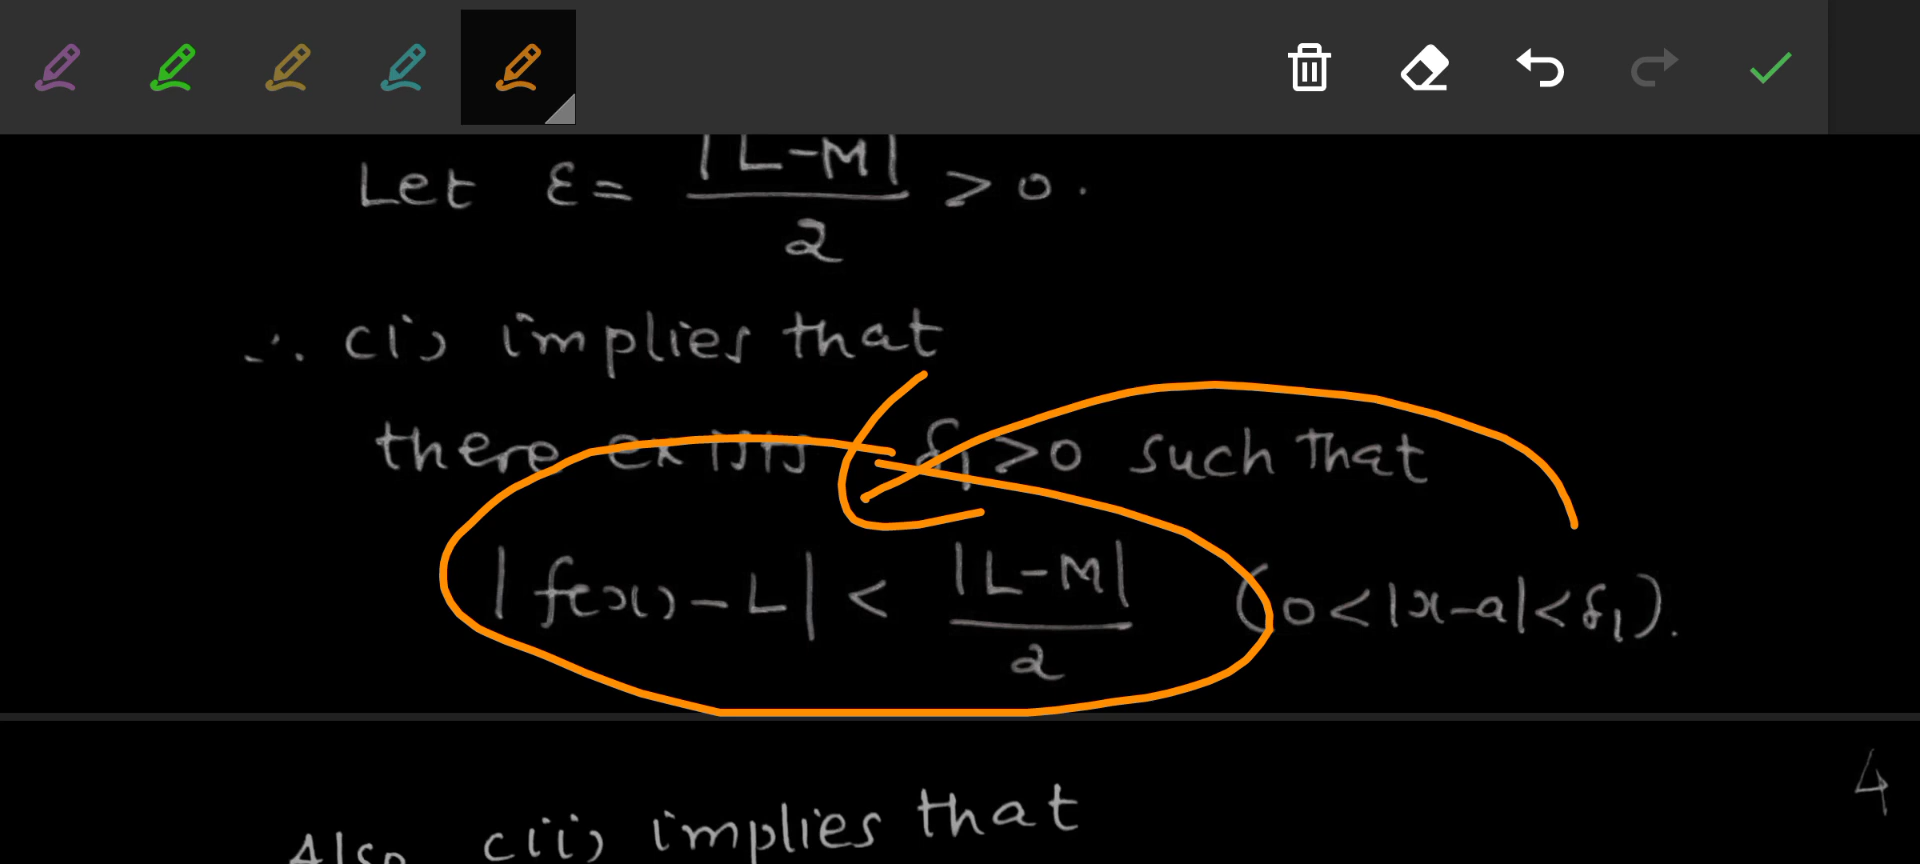 Let ε = |L-M| / 2 > 0.
∴ (i) implies that
there exists δ₁>0 such that
|f(x) - L| < |L-M| / 2 (0<|x-a|<δ₁).
4
Also (ii) implies that